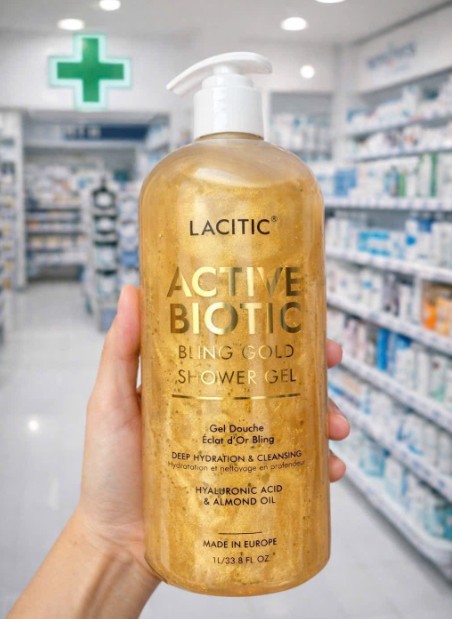 LACITIC®
ACTIVE
BIOTIC
BLING GOLD
SHOWER GEL
Gel Douche
Éclat d'Or Bling
DEEP HYDRATION & CLEANSING
Hydratation et nettoyage en profondeur
HYALURONIC ACID
& ALMOND OIL
MADE IN EUROPE
1L/33.8 FL OZ